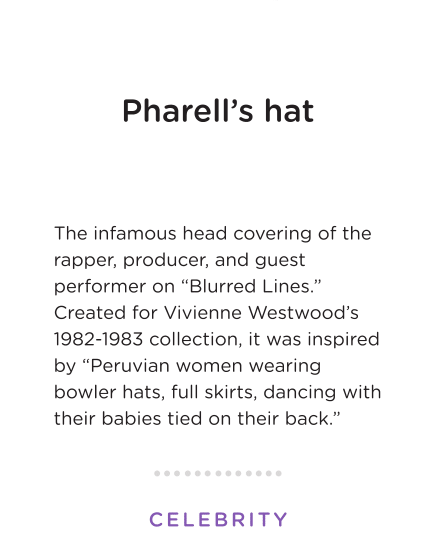 Pharell’s hat
The infamous head covering of the
rapper, producer, and guest
performer on “Blurred Lines.”
Created for Vivienne Westwood’s
1982-1983 collection, it was inspired
by “Peruvian women wearing
bowler hats, full skirts, dancing with
their babies tied on their back.”
CELEBRITY